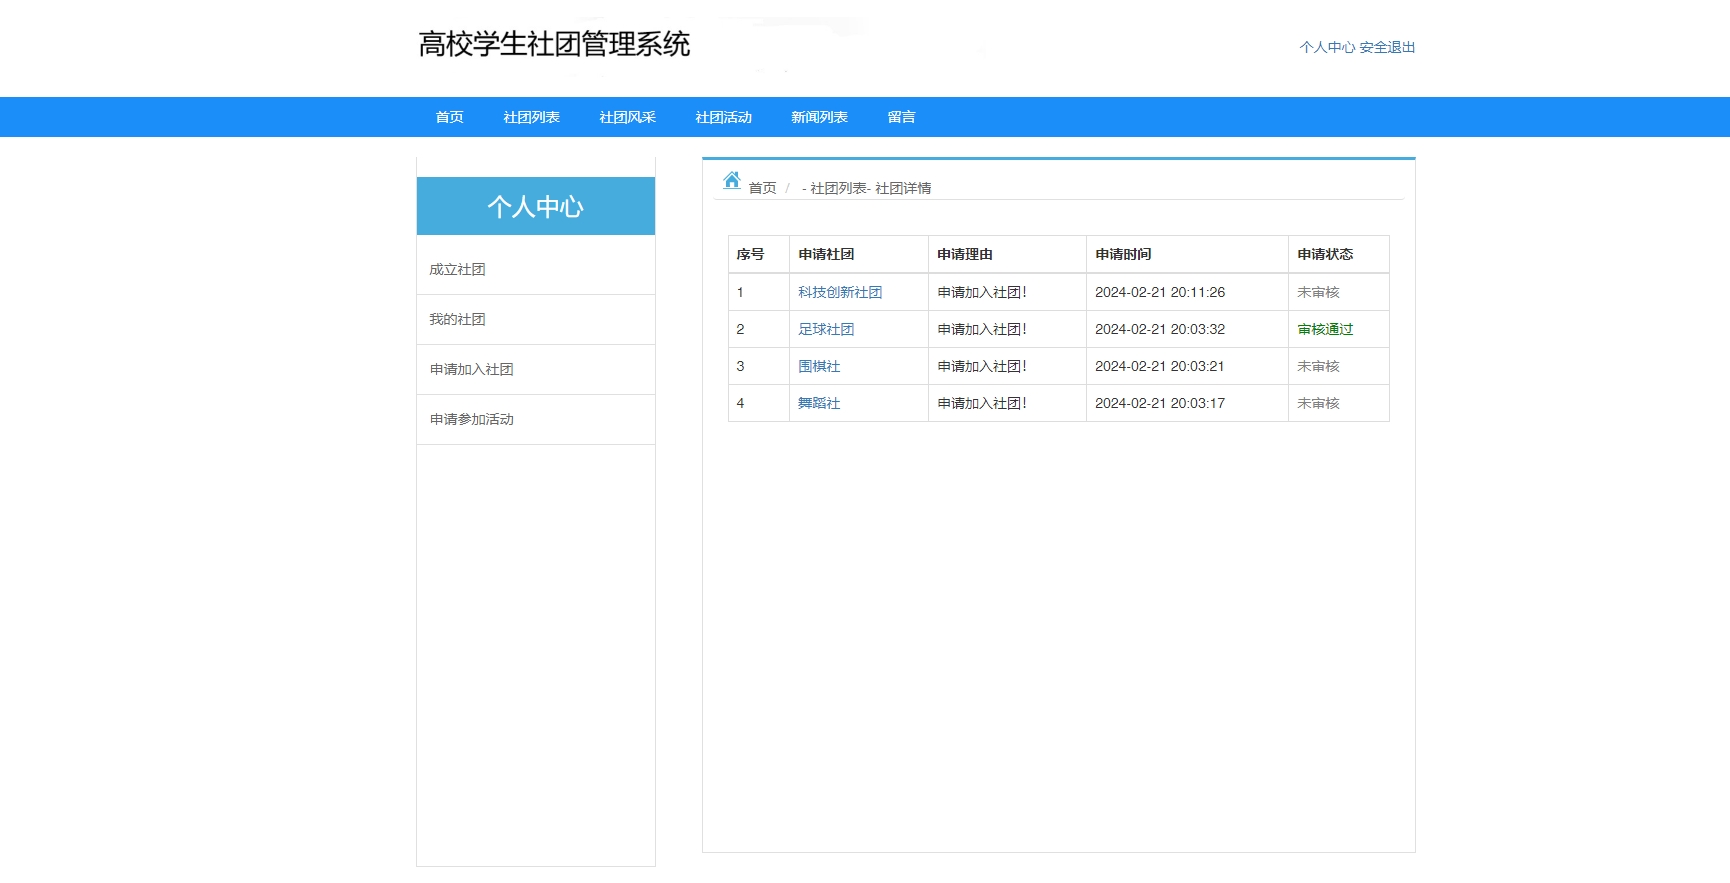 高校学生社团管理系统
个人中心 安全退出
首页 社团列表 社团风采 社团活动 新闻列表 留言
个人中心
成立社团
我的社团
申请加入社团
申请参加活动
首页 / - 社团列表- 社团详情
序号 申请社团 申请理由 申请时间 申请状态
1 科技创新社团 申请加入社团! 2024-02-21 20:11:26 未审核
2 足球社团 申请加入社团! 2024-02-21 20:03:32 审核通过
3 围棋社 申请加入社团! 2024-02-21 20:03:21 未审核
4 舞蹈社 申请加入社团! 2024-02-21 20:03:17 未审核